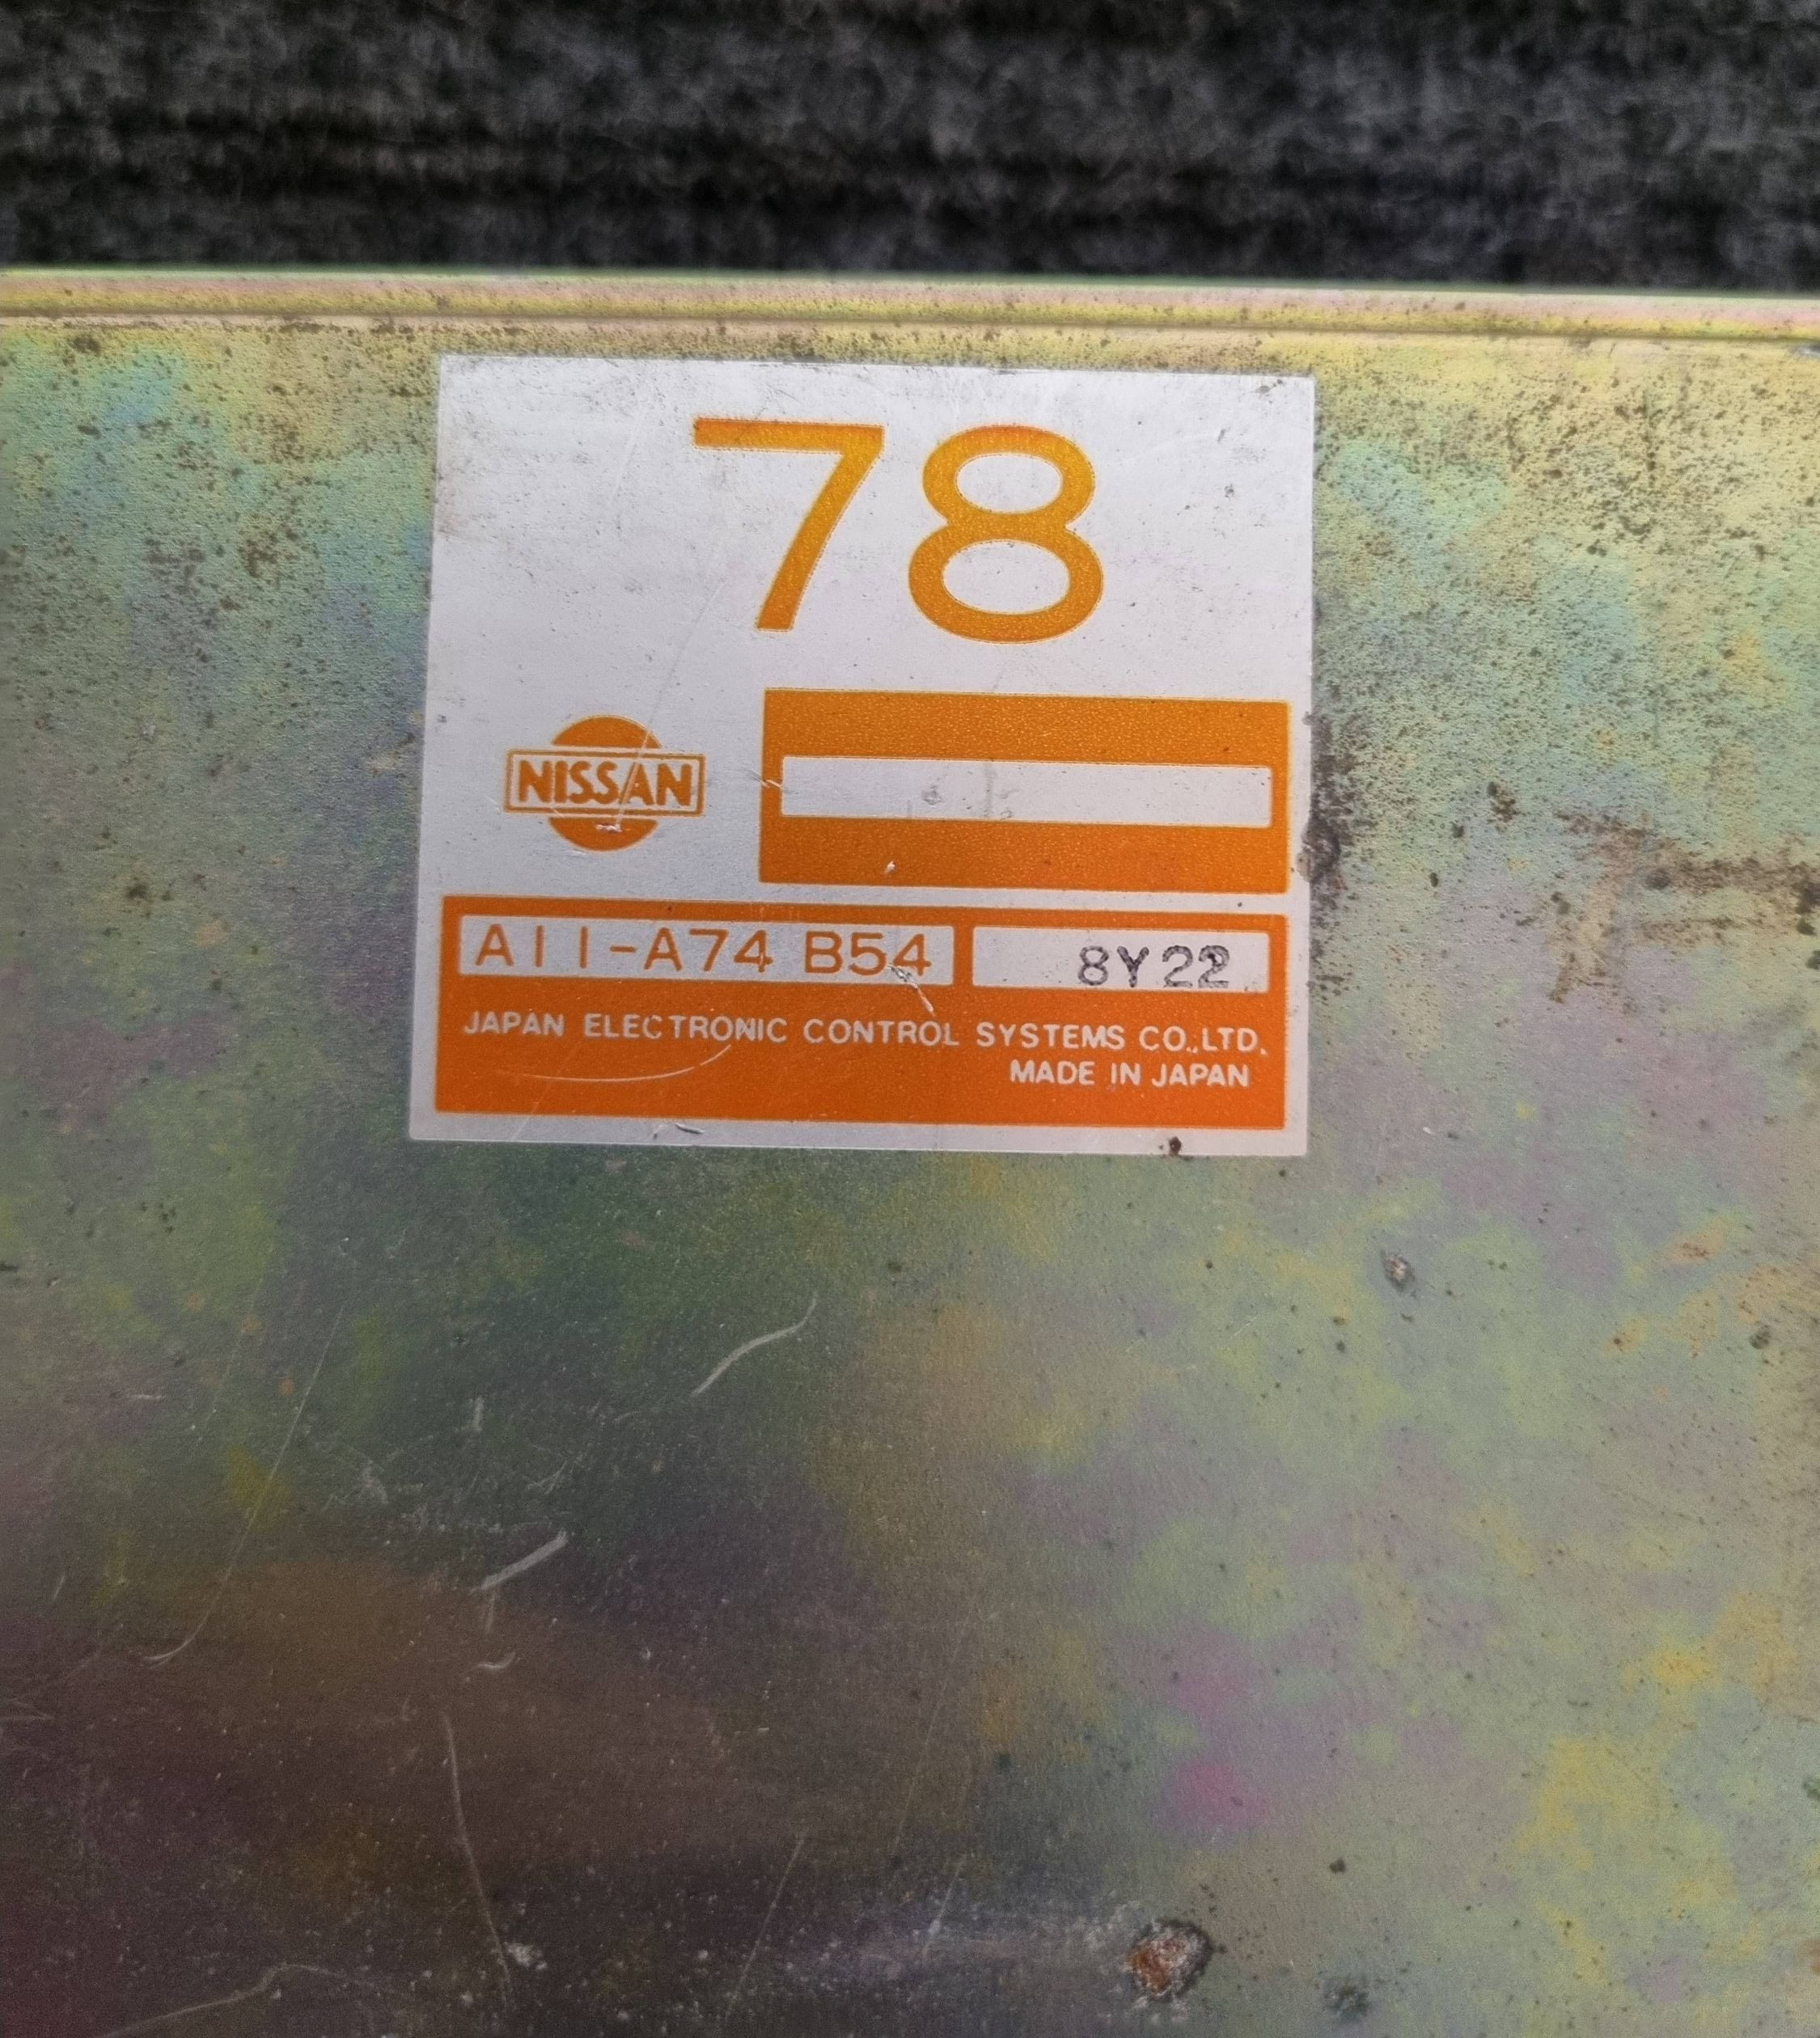 78
NISSAN
A11-A74 B54 8Y22
JAPAN ELECTRONIC CONTROL SYSTEMS CO.,LTD.
MADE IN JAPAN